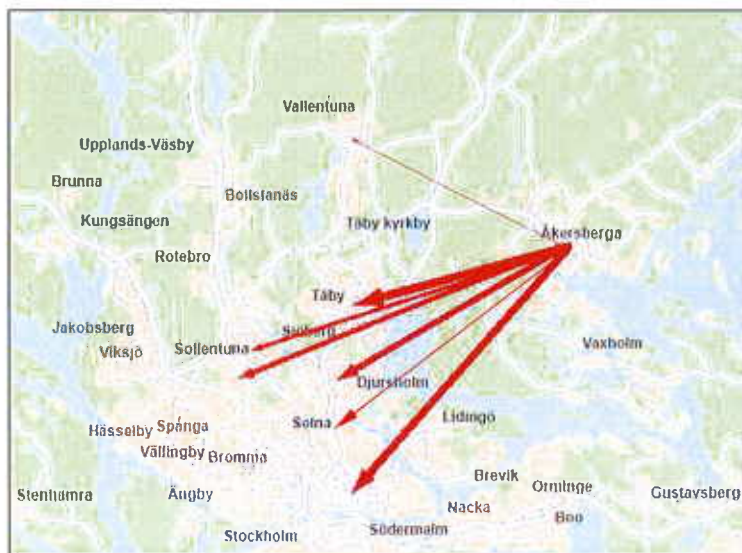 Vallentuna
Upplands-Väsby
Brunna
Bollstanäs
Kungsängen
Täby kyrkby
Åkersberga
Rotebro
Täby
Jakobsberg
Sjöberg
Viksjö
Sollentuna
Vaxholm
Djursholm
Solna
Lidingö
Hässelby
Spånga
Vällingby
Bromma
Stenhamra
Ängby
Brevik
Orminge
Gustavsberg
Nacka
Boo
Stockholm
Södermalm